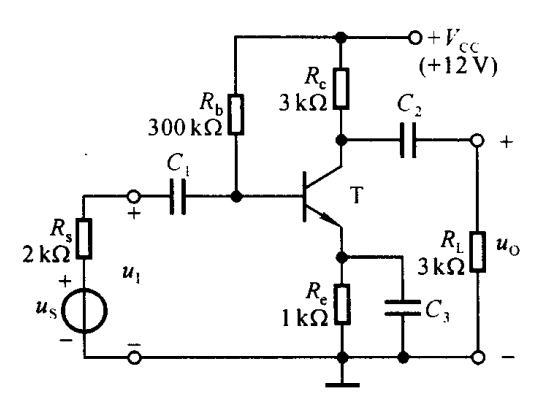 +V_CC
(+12 V)
R_c
3 kΩ
R_b
300 kΩ
C_2
+
C_1
T
+
R_s
2 kΩ
+
u_I
u_S
−
−
R_L
3 kΩ
u_O
R_e
1 kΩ
C_3
−